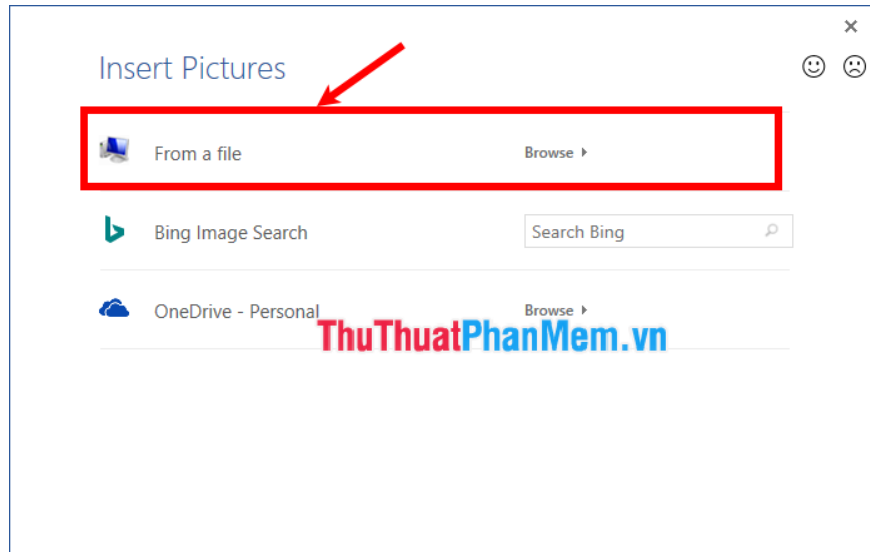 Insert Pictures
From a file Browse
Bing Image Search Search Bing
OneDrive - Personal Browse
ThuThuatPhanMem.vn